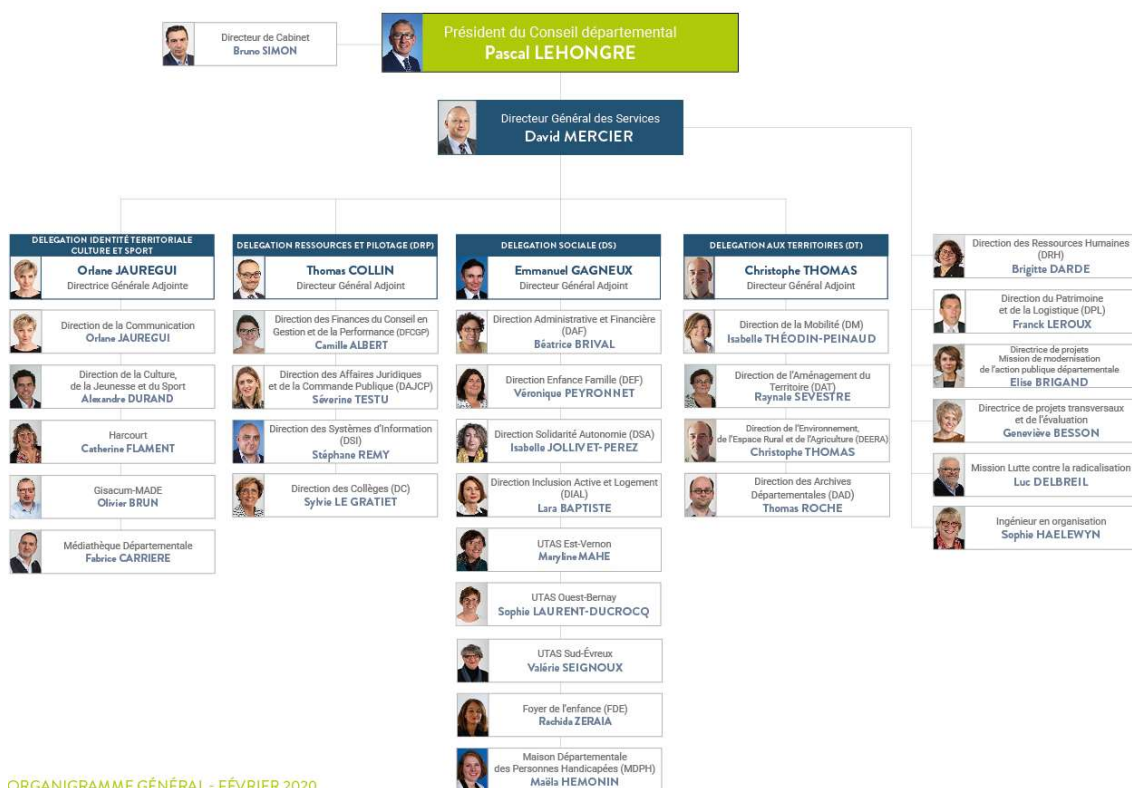 Directeur de Cabinet
Bruno SIMON
Président du Conseil départemental
Pascal LEHONGRE
Directeur Général des Services
David MERCIER
DELEGATION IDENTITÉ TERRITORIALE
CULTURE ET SPORT
Orlane JAUREGUI
Directrice Générale Adjointe
Direction de la Communication
Orlane JAUREGUI
Direction de la Culture,
de la Jeunesse et du Sport
Alexandre DURAND
Harcourt
Catherine FLAMENT
Gisacum-MADE
Olivier BRUN
Médiathèque Départementale
Fabrice CARRIERE
DELEGATION RESSOURCES ET PILOTAGE (DRP)
Thomas COLLIN
Directeur Général Adjoint
Direction des Finances du Conseil en
Gestion et de la Performance (DFCGP)
Camille ALBERT
Direction des Affaires Juridiques
et de la Commande Publique (DAJCP)
Séverine TESTU
Direction des Systèmes d'Information
(DSI)
Stéphane REMY
Direction des Collèges (DC)
Sylvie LE GRATIET
DELEGATION SOCIALE (DS)
Emmanuel GAGNEUX
Directeur Général Adjoint
Direction Administrative et Financière
(DAF)
Béatrice BRIVAL
Direction Enfance Famille (DEF)
Véronique PEYRONNET
Direction Solidarité Autonomie (DSA)
Isabelle JOLLIVET-PEREZ
Direction Inclusion Active et Logement
(DIAL)
Lara BAPTISTE
UTAS Est-Vernon
Maryline MAHE
UTAS Ouest-Bernay
Sophie LAURENT-DUCROCQ
UTAS Sud-Évreux
Valérie SEIGNOUX
Foyer de l'enfance (FDE)
Rachida ZERAIA
Maison Départementale
des Personnes Handicapées (MDPH)
Maëla HEMONIN
DELEGATION AUX TERRITOIRES (DT)
Christophe THOMAS
Directeur Général Adjoint
Direction de la Mobilité (DM)
Isabelle THÉODIN-PEINAUD
Direction de l'Aménagement du
Territoire (DAT)
Raynale SEVESTRE
Direction de l'Environnement,
de l'Espace Rural et de l'Agriculture (DEERA)
Christophe THOMAS
Direction des Archives
Départementales (DAD)
Thomas ROCHE
Direction des Ressources Humaines
(DRH)
Brigitte DARDE
Direction du Patrimoine
et de la Logistique (DPL)
Franck LEROUX
Directrice de projets
Mission de modernisation
de l'action publique départementale
Elise BRIGAND
Directrice de projets transversaux
et de l'évaluation
Geneviève BESSON
Mission Lutte contre la radicalisation
Luc DELBREIL
Ingénieur en organisation
Sophie HAELEWYN
ORGANIGRAMME GÉNÉRAL - FÉVRIER 2020